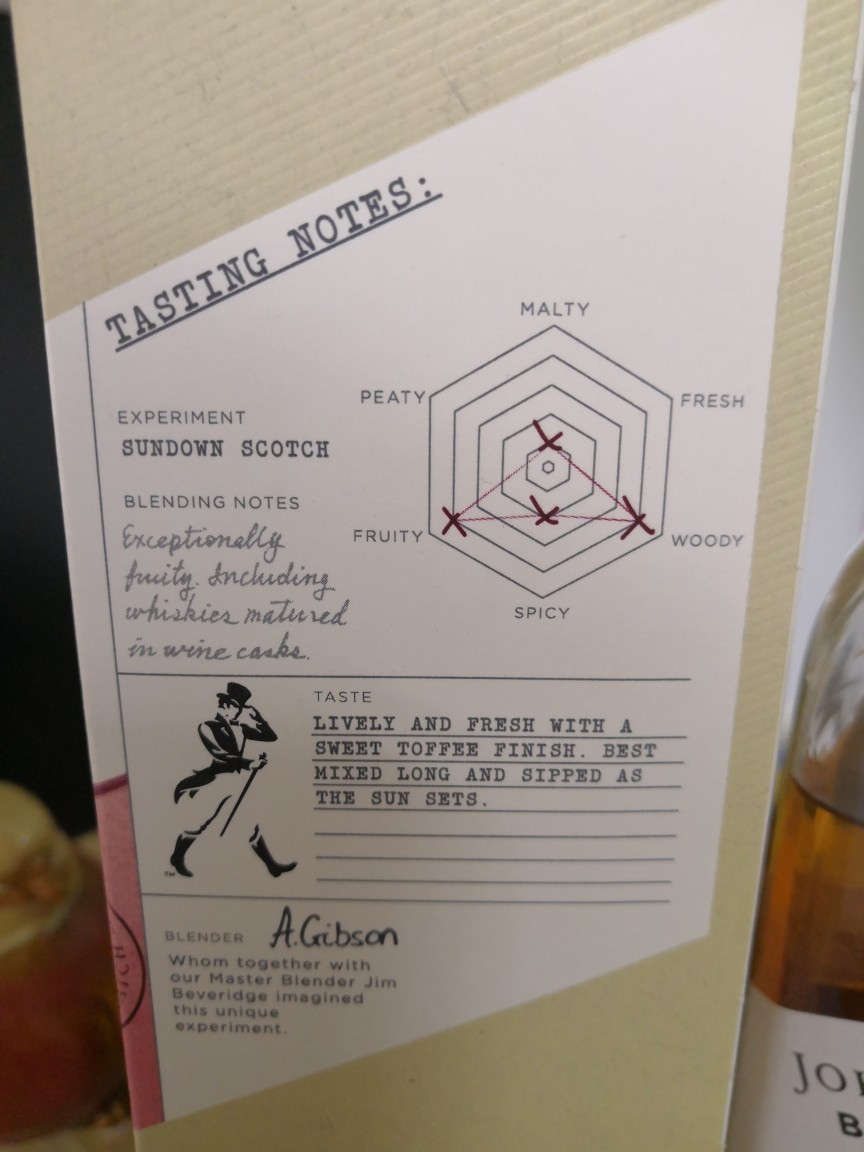 TASTING NOTES:
MALTY
PEATY
FRESH
FRUITY
WOODY
SPICY
EXPERIMENT
SUNDOWN SCOTCH
BLENDING NOTES
Exceptionally
fruity. Including
whiskies matured
in wine casks.
TASTE
LIVELY AND FRESH WITH A
SWEET TOFFEE FINISH. BEST
MIXED LONG AND SIPPED AS
THE SUN SETS.
TM
BLENDER A.Gibson
Whom together with
our Master Blender Jim
Beveridge imagined
this unique
experiment.